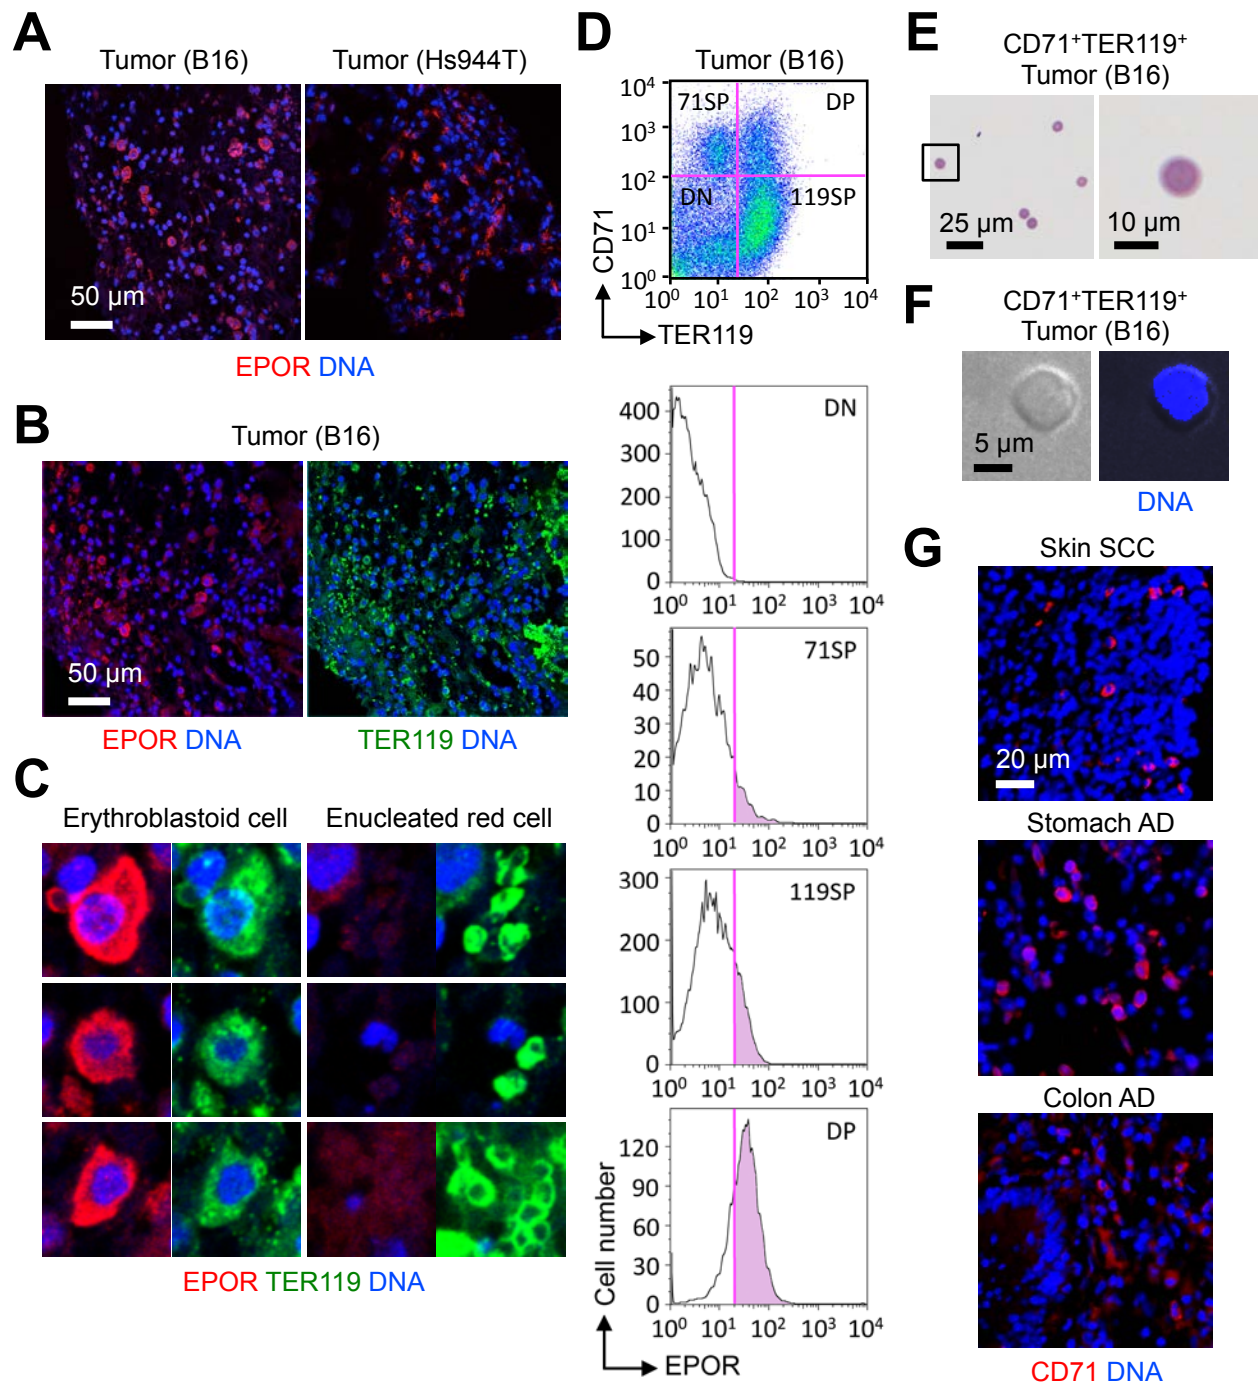 A
Tumor (B16) Tumor (Hs944T)
50 µm
EPOR DNA
B
Tumor (B16)
50 µm
EPOR DNA TER119 DNA
C
Erythroblastoid cell Enucleated red cell
EPOR TER119 DNA
D
Tumor (B16)
10⁴ 71SP DP
10³
10²
DN 119SP
10¹
10⁰
CD71
10⁰ 10¹ 10² 10³ 10⁴
TER119
DN
400
300
200
100
0
10⁰ 10¹ 10² 10³ 10⁴
71SP
50
40
30
20
10
0
10⁰ 10¹ 10² 10³ 10⁴
119SP
300
200
100
0
10⁰ 10¹ 10² 10³ 10⁴
DP
120
90
60
30
0
Cell number
10⁰ 10¹ 10² 10³ 10⁴
EPOR
E
CD71⁺TER119⁺
Tumor (B16)
25 µm 10 µm
F
CD71⁺TER119⁺
Tumor (B16)
5 µm
DNA
G
Skin SCC
20 µm
Stomach AD
Colon AD
CD71 DNA